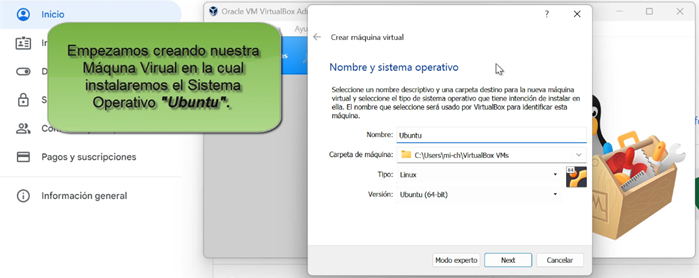 Inicio
Pagos y suscripciones
Información general
Empezamos creando nuestra
Máquna Virual en la cual
instalaremos el Sistema
Operativo "Ubuntu".
Oracle VM VirtualBox Ad
Crear máquina virtual
Nombre y sistema operativo
Seleccione un nombre descriptivo y una carpeta destino para la nueva máquina
virtual y seleccione el tipo de sistema operativo que tiene intención de instalar en
ella. El nombre que seleccione será usado por VirtualBox para identificar esta
máquina.
Nombre: Ubuntu
Carpeta de máquina: C:\Users\mi-ch\VirtualBox VMs
Tipo: Linux
64
Versión: Ubuntu (64-bit)
Modo experto Next Cancelar